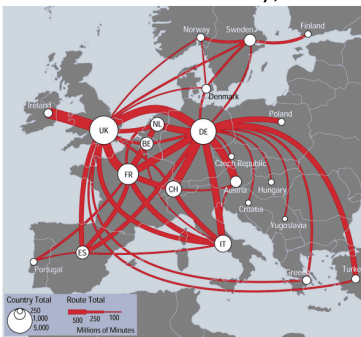 Norway
Sweden
Finland
Denmark
Ireland
UK
NL
BE
DE
Poland
Czech Republic
FR
CH
Austria
Hungary
Croatia
Yugoslavia
IT
ES
Portugal
Greece
Turkey
Country Total
Route Total
250
1,000
5,000
500 250 100
Millions of Minutes